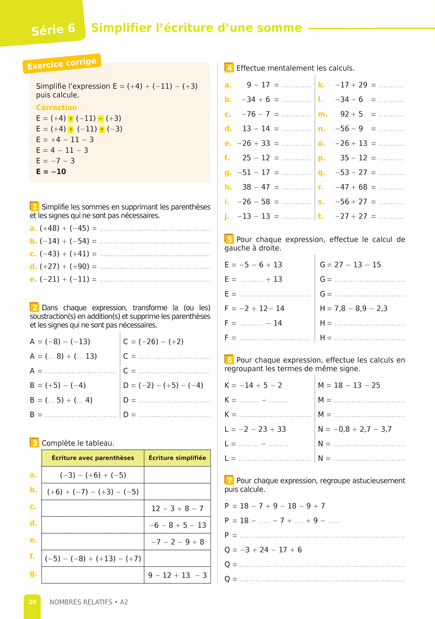 Série 6 Simplifier l'écriture d'une somme
Exercice corrigé
Simplifie l'expression E = (+4) + (−11) − (+3)
puis calcule.
Correction
E = (+4) + (−11) − (+3)
E = (+4) + (−11) + (−3)
E = +4 − 11 − 3
E = 4 − 11 − 3
E = −7 − 3
E = −10
1 Simplifie les sommes en supprimant les parenthèses
et les signes qui ne sont pas nécessaires.
a. (+48) + (−45) = ...............
b. (−14) + (−54) = ...............
c. (−43) + (+41) = ...............
d. (+27) + (+90) = ...............
e. (−21) + (+11) = ...............
2 Dans chaque expression, transforme la (ou les)
soustraction(s) en addition(s) et supprime les parenthèses
et les signes qui ne sont pas nécessaires.
A = (−8) − (−13)
A = (... 8) + (... 13)
A = ...............
B = (+5) − (−4)
B = (... 5) + (... 4)
B = ...............
C = (−26) − (+2)
C = ...............
C = ...............
D = (−2) − (+5) − (−4)
D = ...............
D = ...............
3 Complète le tableau.
Écriture avec parenthèses Écriture simplifiée
a. (−3) − (+6) + (−5)
b. (+6) + (−7) − (+3) − (−5)
c. 12 − 3 + 8 − 7
d. −6 − 8 + 5 − 13
e. −7 − 2 − 9 + 8
f. (−5) − (−8) + (+13) − (+7)
g. 9 − 12 + 13 − 3
4 Effectue mentalement les calculs.
a. 9 − 17 = ............ k. −17 + 29 = ..........
b. −34 + 6 = ............ l. −34 − 6 = ..........
c. −76 − 7 = ............ m. 92 + 5 = ..........
d. 13 − 14 = ............ n. −56 − 9 = ..........
e. −26 + 33 = ............ o. −26 + 13 = ..........
f. 25 − 12 = ............ p. 35 − 12 = ..........
g. −51 − 17 = ............ q. −53 − 27 = ..........
h. 38 − 47 = ............ r. −47 + 68 = ..........
i. −26 − 58 = ............ s. −56 + 27 = ..........
j. −13 − 13 = ............ t. −27 + 27 = ..........
5 Pour chaque expression, effectue le calcul de
gauche à droite.
E = −5 − 6 + 13
E = .......... + 13
E = ...............
F = −2 + 12− 14
F = .......... − 14
F = ...............
G = 27 − 13 − 15
G = ...............
G = ...............
H = 7,8 − 8,9 − 2,3
H = ...............
H = ...............
6 Pour chaque expression, effectue les calculs en
regroupant les termes de même signe.
K = −14 + 5 − 2
K = ........ − ........
K = ...............
L = −2 − 23 + 33
L = ........ − ........
L = ...............
M = 18 − 13 − 25
M = ...............
M = ...............
N = −0,8 + 2,7 − 3,7
N = ...............
N = ...............
7 Pour chaque expression, regroupe astucieusement
puis calcule.
P = 18 − 7 + 9 − 18 − 9 + 7
P = 18 − ..... − 7 + .... + 9 − .....
P = ...............
Q = −3 + 24 − 17 + 6
Q = ...............
Q = ...............
20 NOMBRES RELATIFS • A2